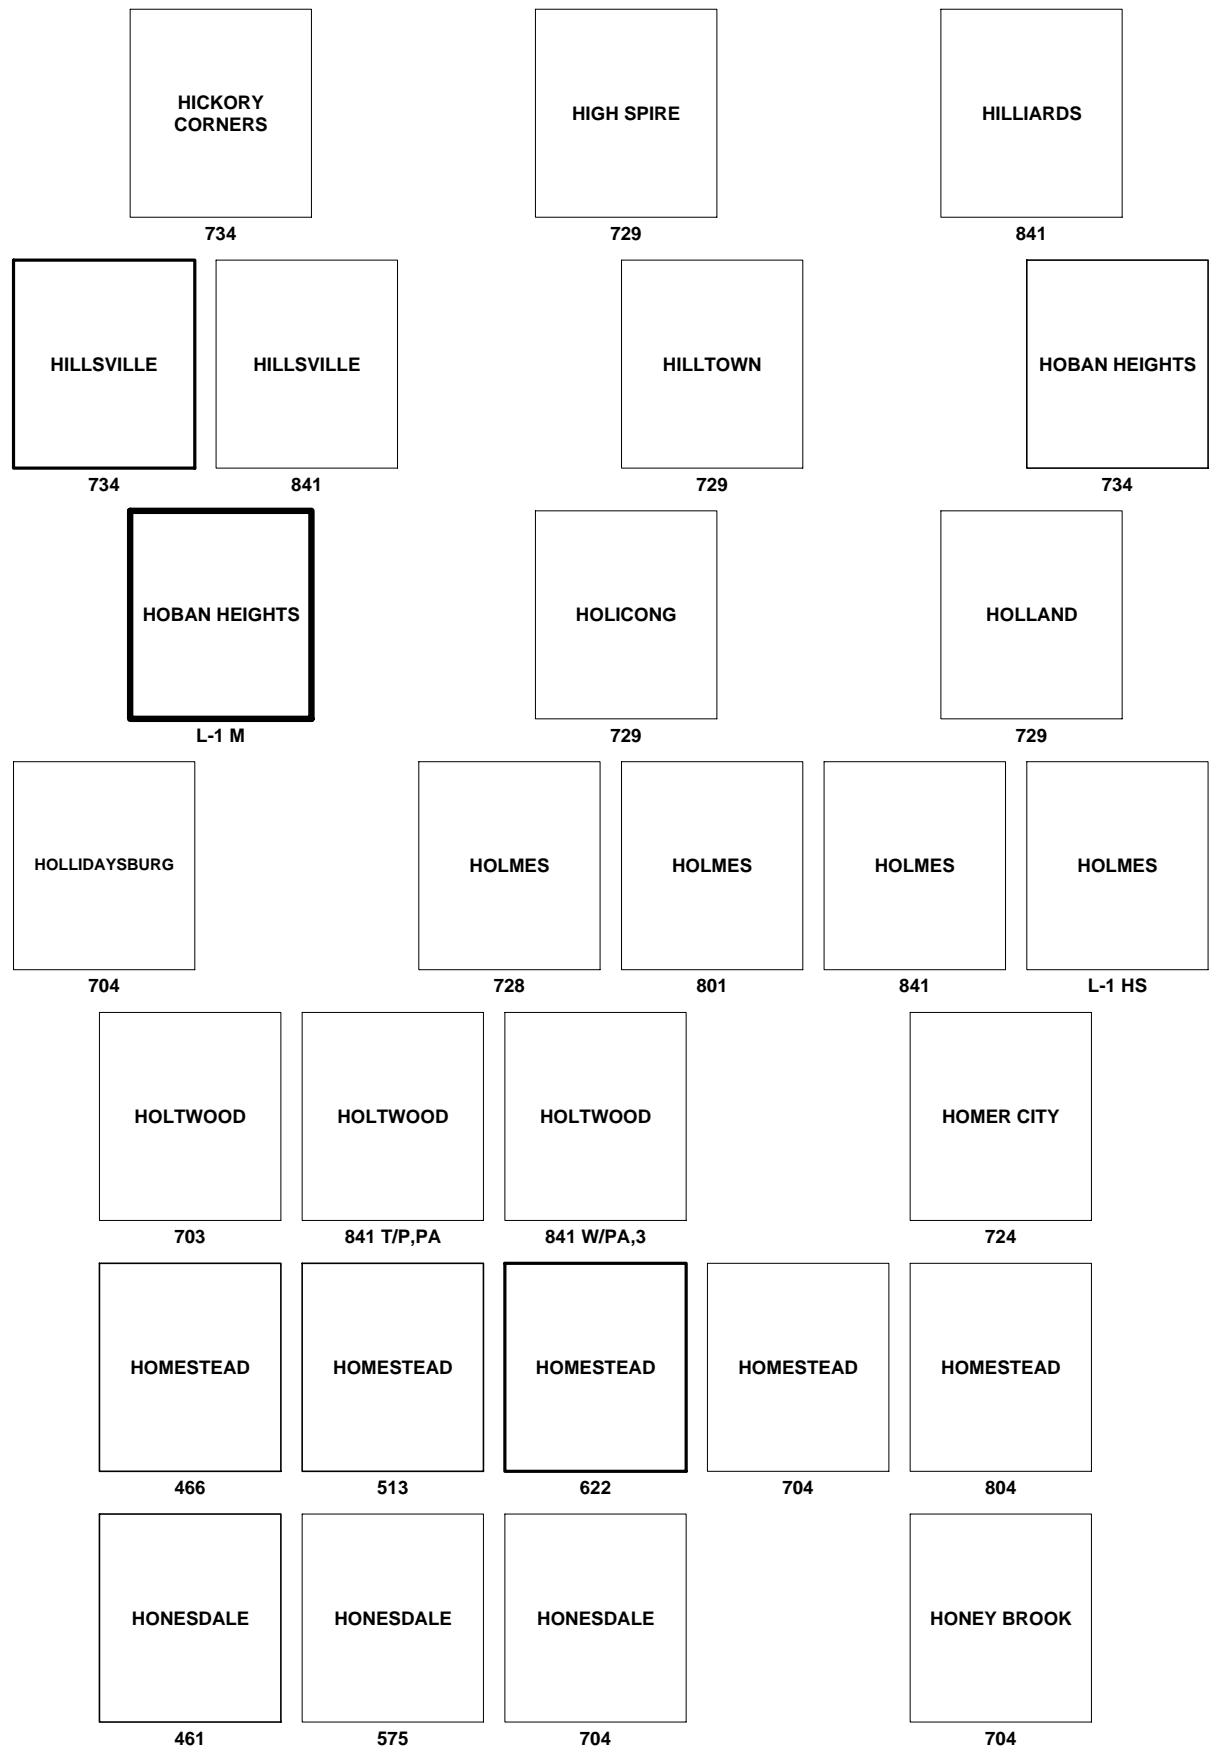 HICKORY
CORNERS
HIGH SPIRE
HILLIARDS
734
729
841
HILLSVILLE
HILLSVILLE
HILLTOWN
HOBAN HEIGHTS
734
841
729
734
HOBAN HEIGHTS
HOLICONG
HOLLAND
L-1 M
729
729
HOLLIDAYSBURG
HOLMES
HOLMES
HOLMES
HOLMES
704
728
801
841
L-1 HS
HOLTWOOD
HOLTWOOD
HOLTWOOD
HOMER CITY
703
841 T/P,PA
841 W/PA,3
724
HOMESTEAD
HOMESTEAD
HOMESTEAD
HOMESTEAD
HOMESTEAD
466
513
622
704
804
HONESDALE
HONESDALE
HONESDALE
HONEY BROOK
461
575
704
704